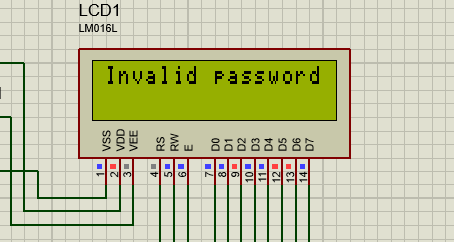 LCD1
LM016L
Invalid password
VSS
VDD
VEE
RS
RW
E
D0
D1
D2
D3
D4
D5
D6
D7
1
2
3
4
5
6
7
8
9
10
11
12
13
14